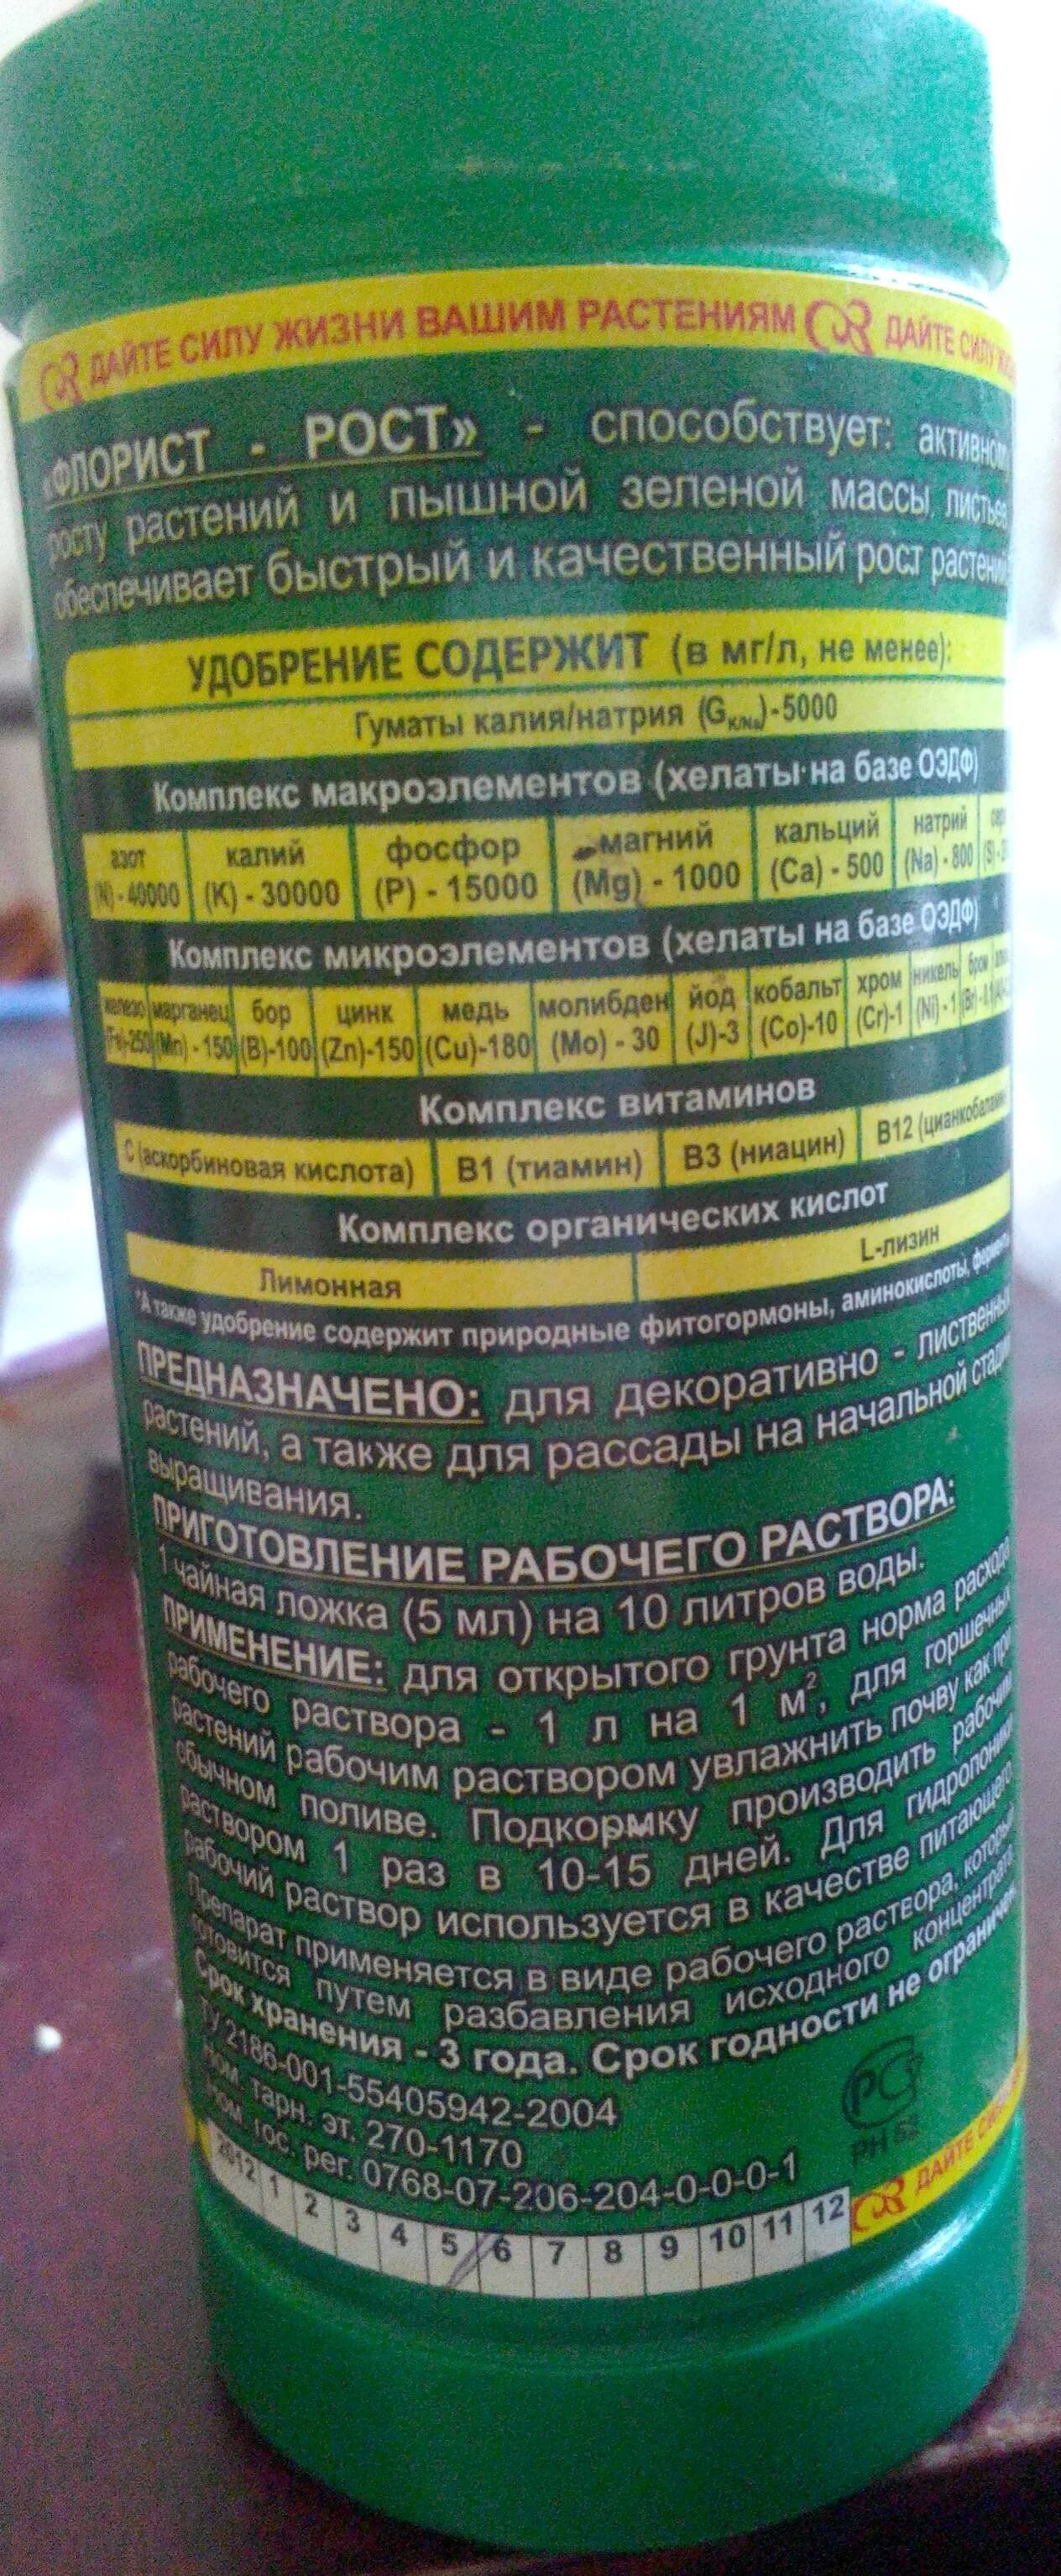 ДАЙТЕ СИЛУ ЖИЗНИ ВАШИМ РАСТЕНИЯМ ДАЙТЕ СИЛУ
«ФЛОРИСТ - РОСТ» - способствует: активном
росту растений и пышной зеленой массы листьев
обеспечивает быстрый и качественный рост растений
УДОБРЕНИЕ СОДЕРЖИТ (в мг/л, не менее):
Гуматы калия/натрия (GK/Na)-5000
Комплекс макроэлементов (хелаты на базе ОЭДФ)
азот калий фосфор магний кальций натрий
(N) - 40000 (K) - 30000 (P) - 15000 (Mg) - 1000 (Ca) - 500 (Na) - 800
Комплекс микроэлементов (хелаты на базе ОЭДФ)
железо марганец бор цинк медь молибден йод кобальт хром никель бром
(Fe)-250 (Mn) - 150 (B)-100 (Zn)-150 (Cu)-180 (Mo) - 30 (J)-3 (Co)-10 (Cr)-1 (Ni) - 1
Комплекс витаминов
C (аскорбиновая кислота) B1 (тиамин) B3 (ниацин) B12 (цианкобаламин
Комплекс органических кислот
Лимонная L-лизин
*А также удобрение содержит природные фитогормоны, аминокислоты,
ПРЕДНАЗНАЧЕНО: для декоративно - лиственных
растений, а также для рассады на начальной стадии
выращивания.
ПРИГОТОВЛЕНИЕ РАБОЧЕГО РАСТВОРА:
1 чайная ложка (5 мл) на 10 литров воды.
ПРИМЕНЕНИЕ: для открытого грунта норма расхода
рабочего раствора - 1 л на 1 м², для горшечных
растений рабочим раствором увлажнить почву как при
обычном поливе. Подкормку производить рабочим
раствором 1 раз в 10-15 дней. Для гидропоники
рабочий раствор используется в качестве питающего.
Препарат применяется в виде рабочего раствора, который
готовится путем разбавления исходного концентрата.
Срок хранения - 3 года. Срок годности не ограничен.
ТУ 2186-001-55405942-2004
Ном. тарн. эт. 270-1170
Ном. гос. рег. 0768-07-206-204-0-0-0-1
РС
2012 1 2 3 4 5 6 7 8 9 10 11 12
ДАЙТЕ